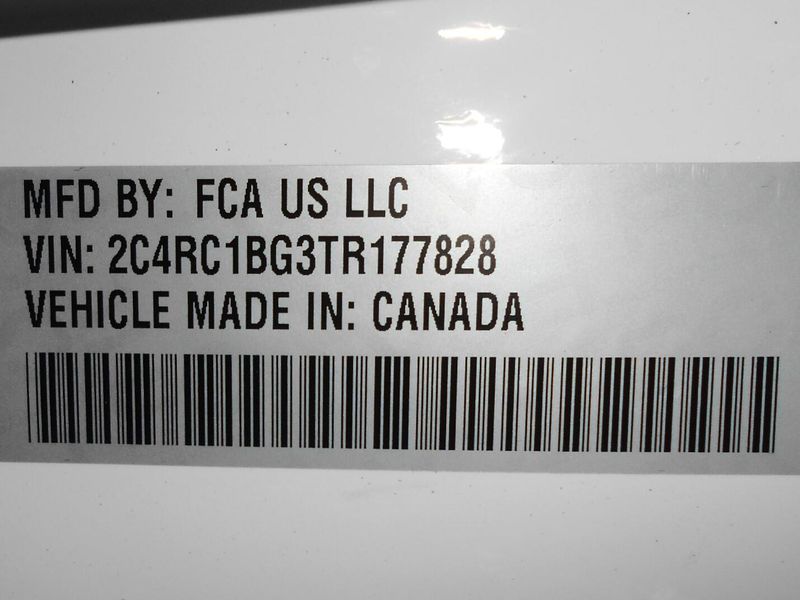 MFD BY: FCA US LLC
VIN: 2C4RC1BG3TR177828
VEHICLE MADE IN: CANADA